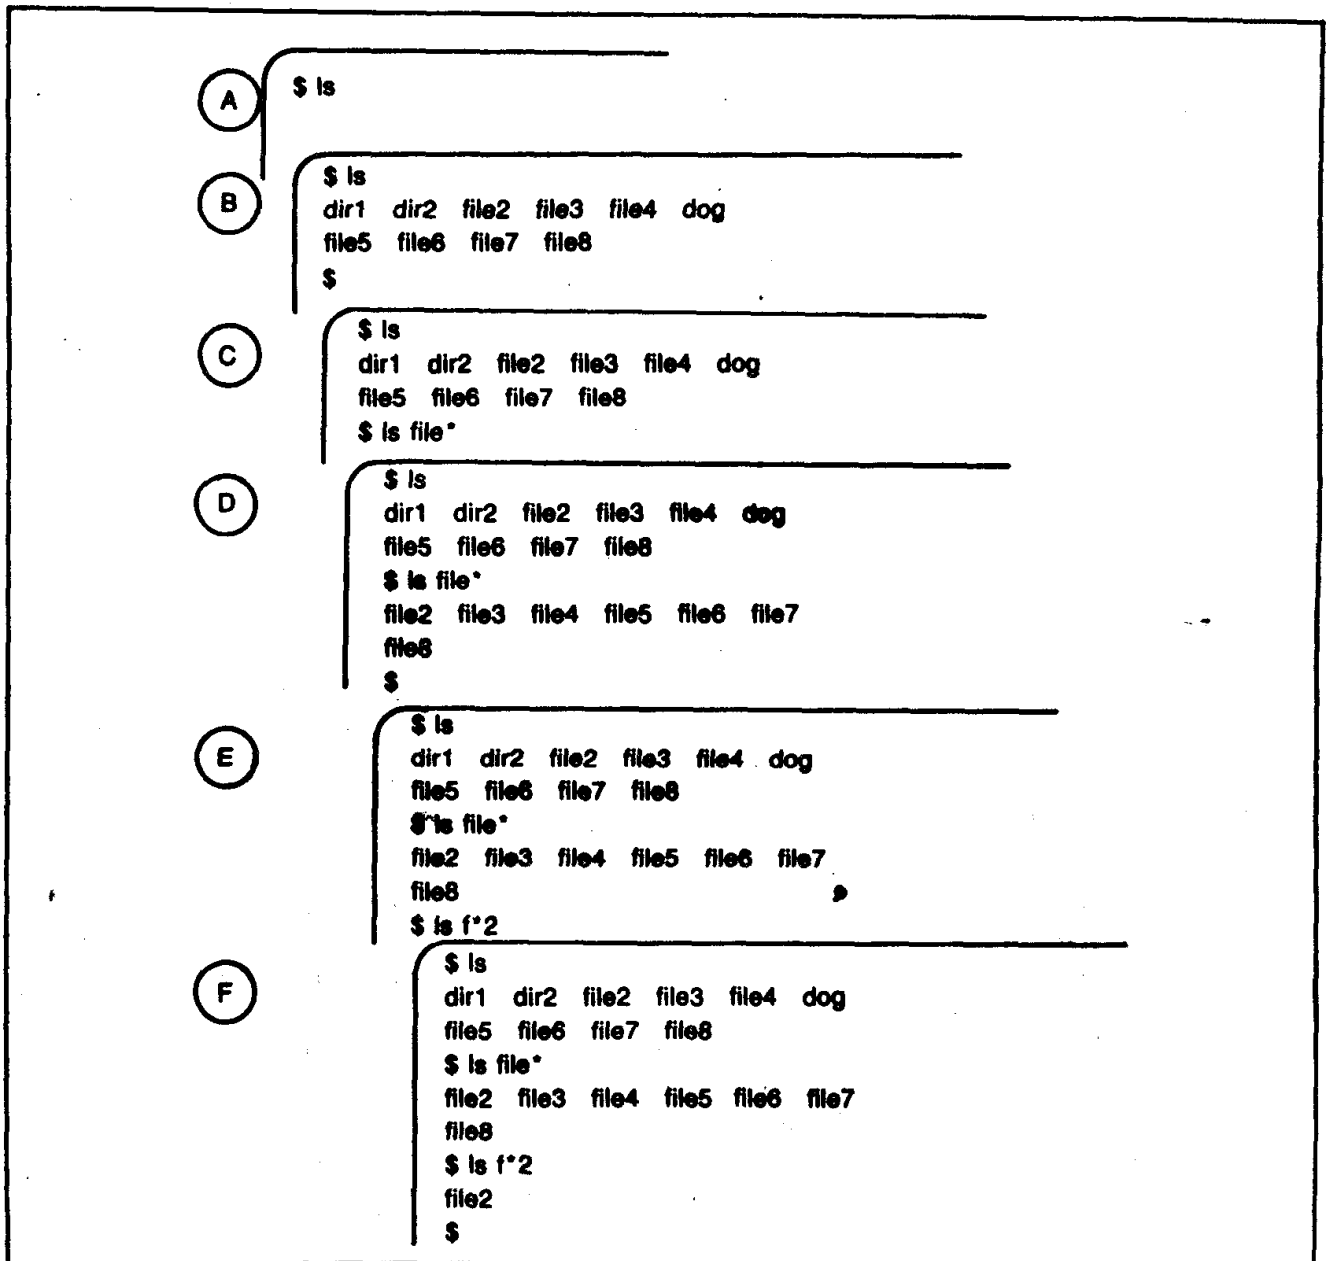 A
$ ls
B
$ ls
dir1 dir2 file2 file3 file4 dog
file5 file6 file7 file8
$
C
$ ls
dir1 dir2 file2 file3 file4 dog
file5 file6 file7 file8
$ ls file*
D
$ ls
dir1 dir2 file2 file3 file4 dog
file5 file6 file7 file8
$ ls file*
file2 file3 file4 file5 file6 file7
file8
$
E
$ ls
dir1 dir2 file2 file3 file4 dog
file5 file6 file7 file8
$ ls file*
file2 file3 file4 file5 file6 file7
file8
$ ls f*2
F
$ ls
dir1 dir2 file2 file3 file4 dog
file5 file6 file7 file8
$ ls file*
file2 file3 file4 file5 file6 file7
file8
$ ls f*2
file2
$